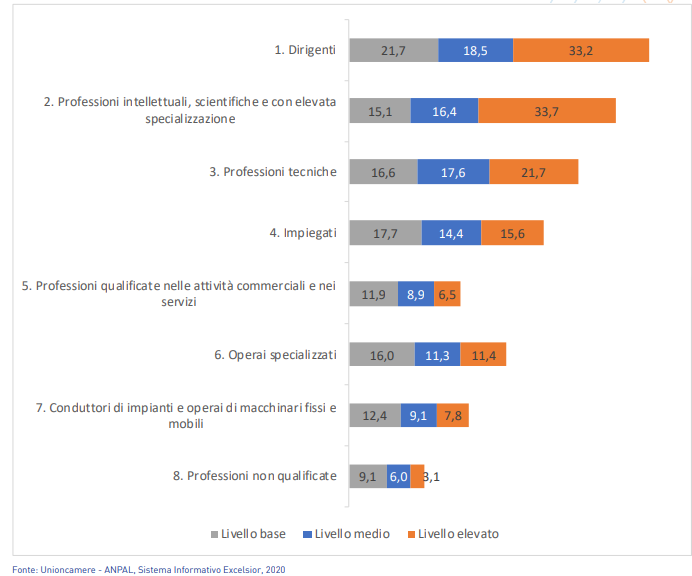 1. Dirigenti
21,7 18,5 33,2
2. Professioni intellettuali, scientifiche e con elevata
specializzazione
15,1 16,4 33,7
3. Professioni tecniche
16,6 17,6 21,7
4. Impiegati
17,7 14,4 15,6
5. Professioni qualificate nelle attività commerciali e nei
servizi
11,9 8,9 6,5
6. Operai specializzati
16,0 11,3 11,4
7. Conduttori di impianti e operai di macchinari fissi e
mobili
12,4 9,1 7,8
8. Professioni non qualificate
9,1 6,0 3,1
Livello base Livello medio Livello elevato
Fonte: Unioncamere - ANPAL, Sistema Informativo Excelsior, 2020